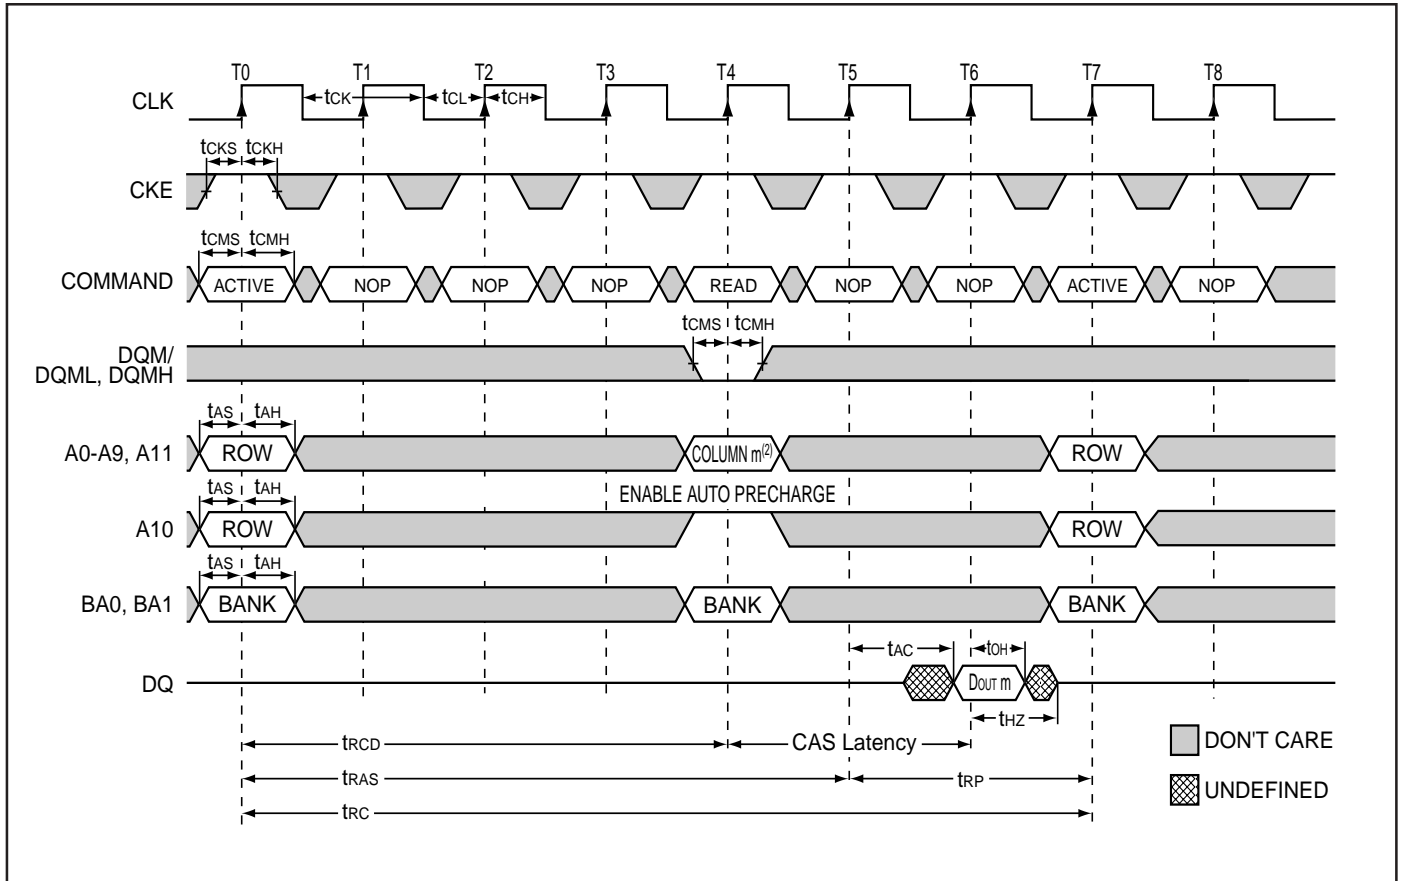 T0 T1 T2 T3 T4 T5 T6 T7 T8
CLK tCK tCL tCH
tCKS tCKH
CKE
tCMS tCMH
COMMAND ACTIVE NOP NOP NOP READ NOP NOP ACTIVE NOP
tCMS tCMH
DQM/
DQML, DQMH
tAS tAH
A0-A9, A11 ROW COLUMN m(2) ROW
tAS tAH ENABLE AUTO PRECHARGE
A10 ROW ROW
tAS tAH
BA0, BA1 BANK BANK BANK
tAC tOH
DQ DOUT m
tHZ
tRCD CAS Latency DON'T CARE
tRAS tRP
UNDEFINED
tRC